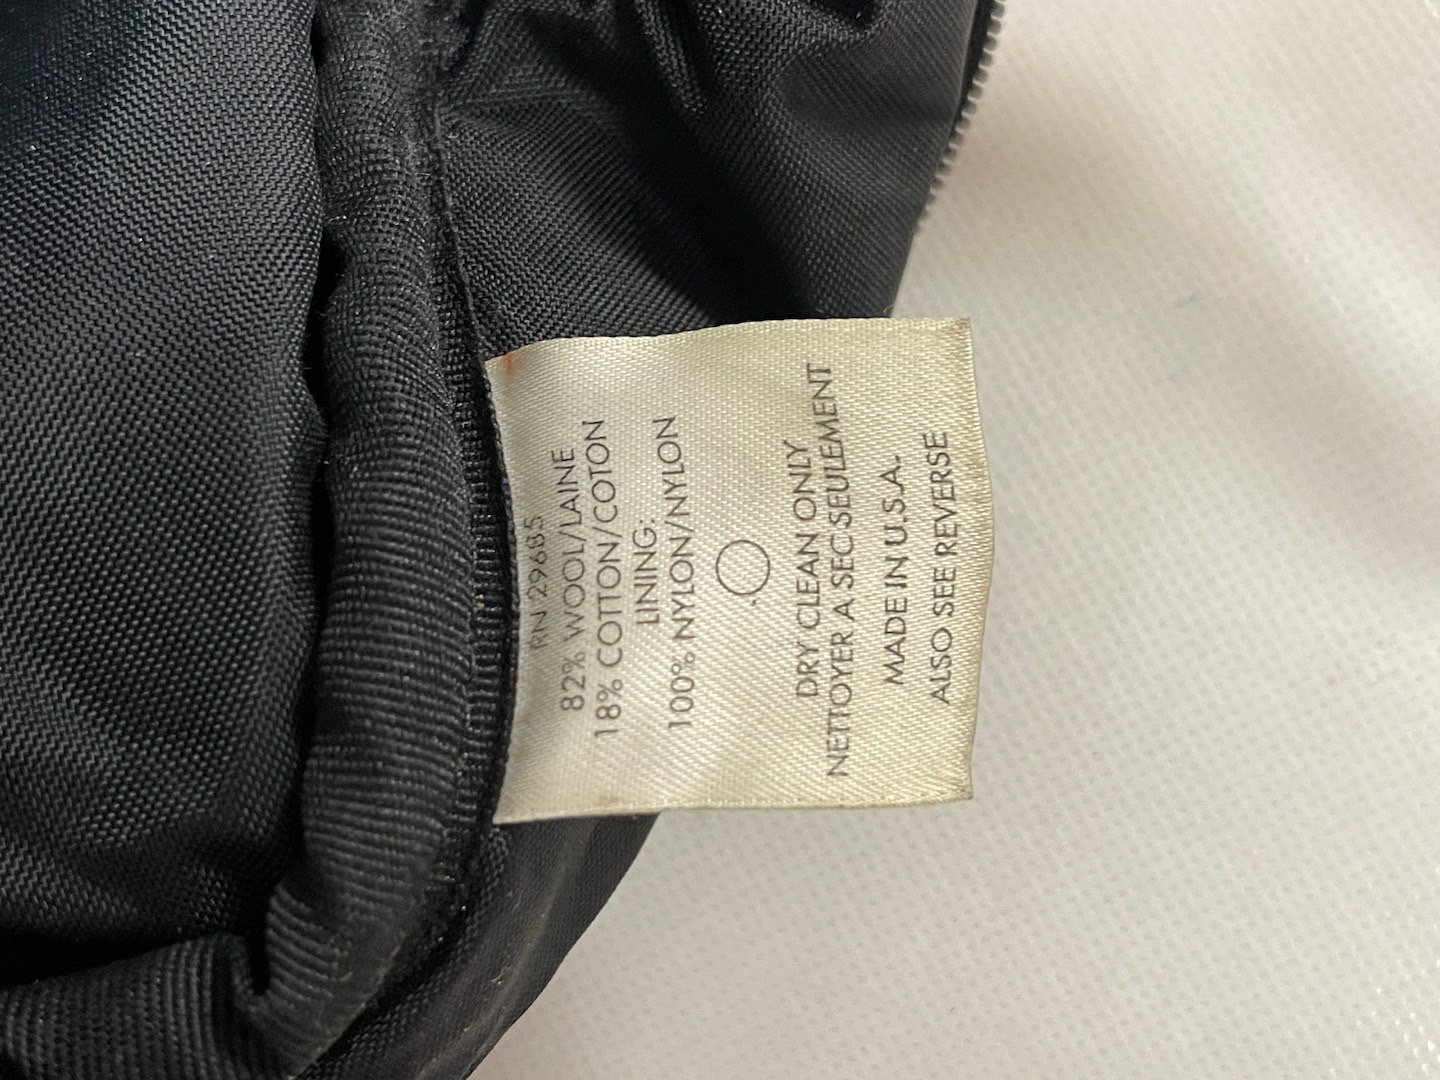 RN 29685
82% WOOL/LAINE
18% COTTON/COTON
LINING:
100% NYLON/NYLON
DRY CLEAN ONLY
NETTOYER A SEC SEULEMENT
MADE IN U.S.A.
ALSO SEE REVERSE